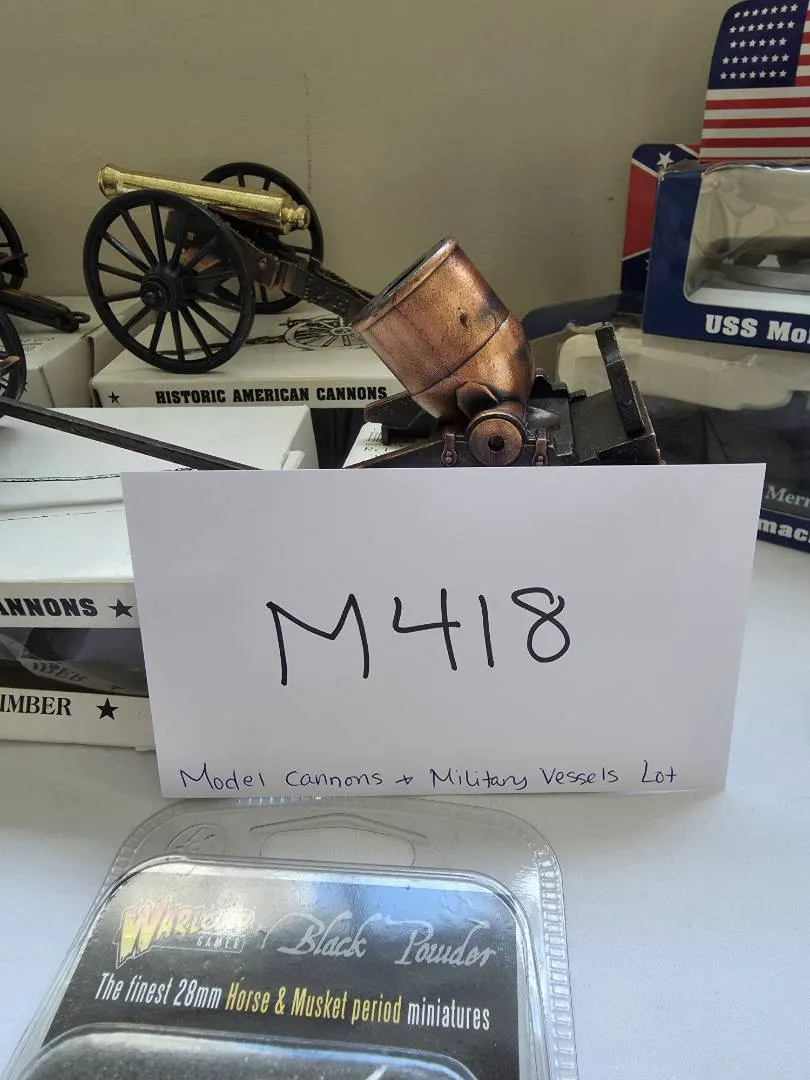 HISTORIC AMERICAN CANNONS
USS Mo
Merr
mac
ANNONS
IMBER
M418
Model Cannons + Military Vessels Lot
WARLORD GAMES Black Powder
The finest 28mm Horse & Musket period miniatures